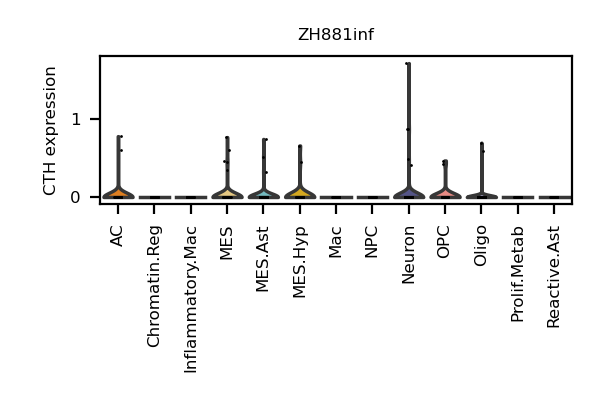 ZH881inf
CTH expression
1
0
AC
Chromatin.Reg
Inflammatory.Mac
MES
MES.Ast
MES.Hyp
Mac
NPC
Neuron
OPC
Oligo
Prolif.Metab
Reactive.Ast